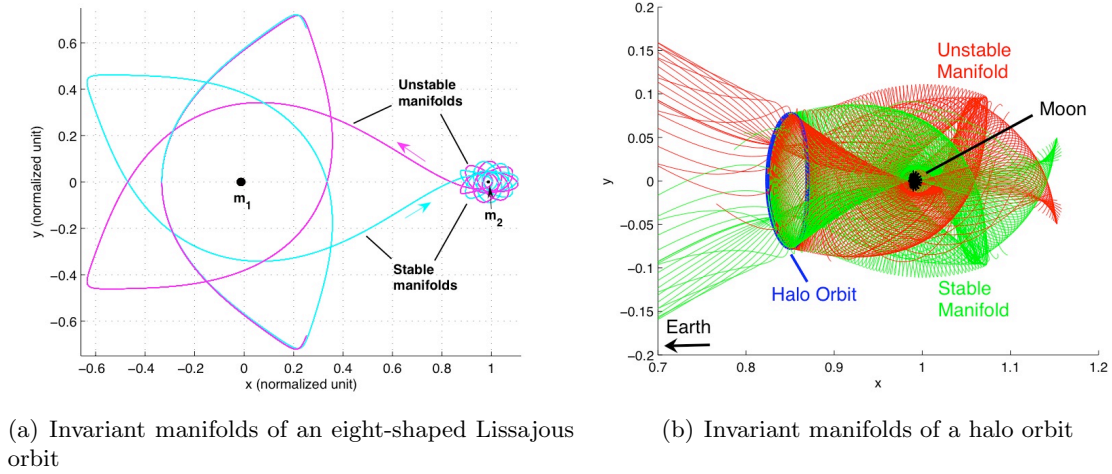 0.6
0.4
0.2
0
−0.2
−0.4
−0.6
y (normalized unit)
−0.6 −0.4 −0.2 0 0.2 0.4 0.6 0.8 1
x (normalized unit)
Unstable
manifolds
m1
m2
Stable
manifolds
(a) Invariant manifolds of an eight-shaped Lissajous
orbit
0.2
0.15
0.1
0.05
0
−0.05
−0.1
−0.15
−0.2
y
0.7 0.8 0.9 1 1.1 1.2
x
Unstable
Manifold
Moon
Halo Orbit
Stable
Manifold
Earth
(b) Invariant manifolds of a halo orbit